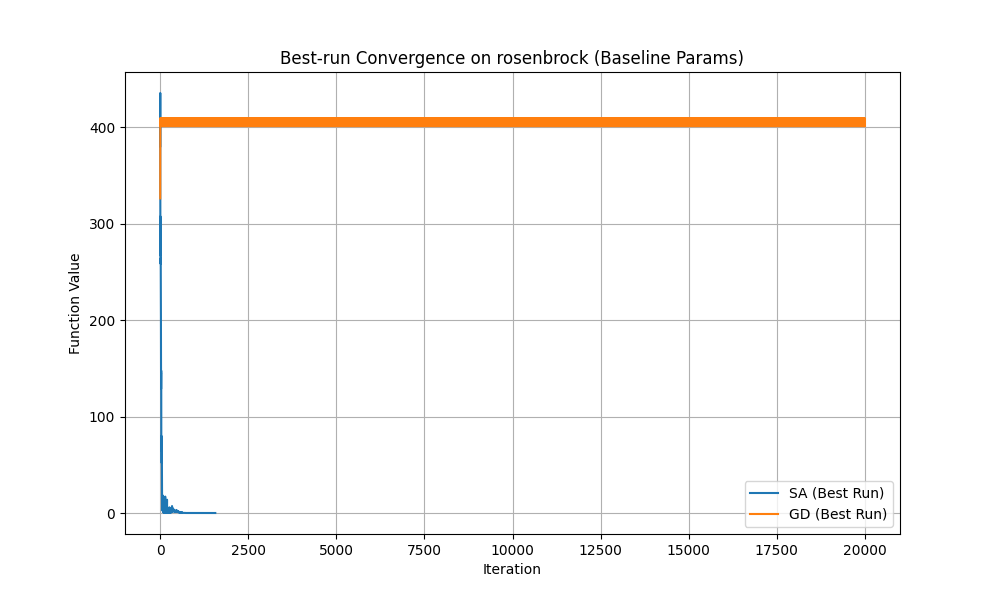 Best-run Convergence on rosenbrock (Baseline Params)
Function Value
400
300
200
100
0
0 2500 5000 7500 10000 12500 15000 17500 20000
Iteration
SA (Best Run)
GD (Best Run)